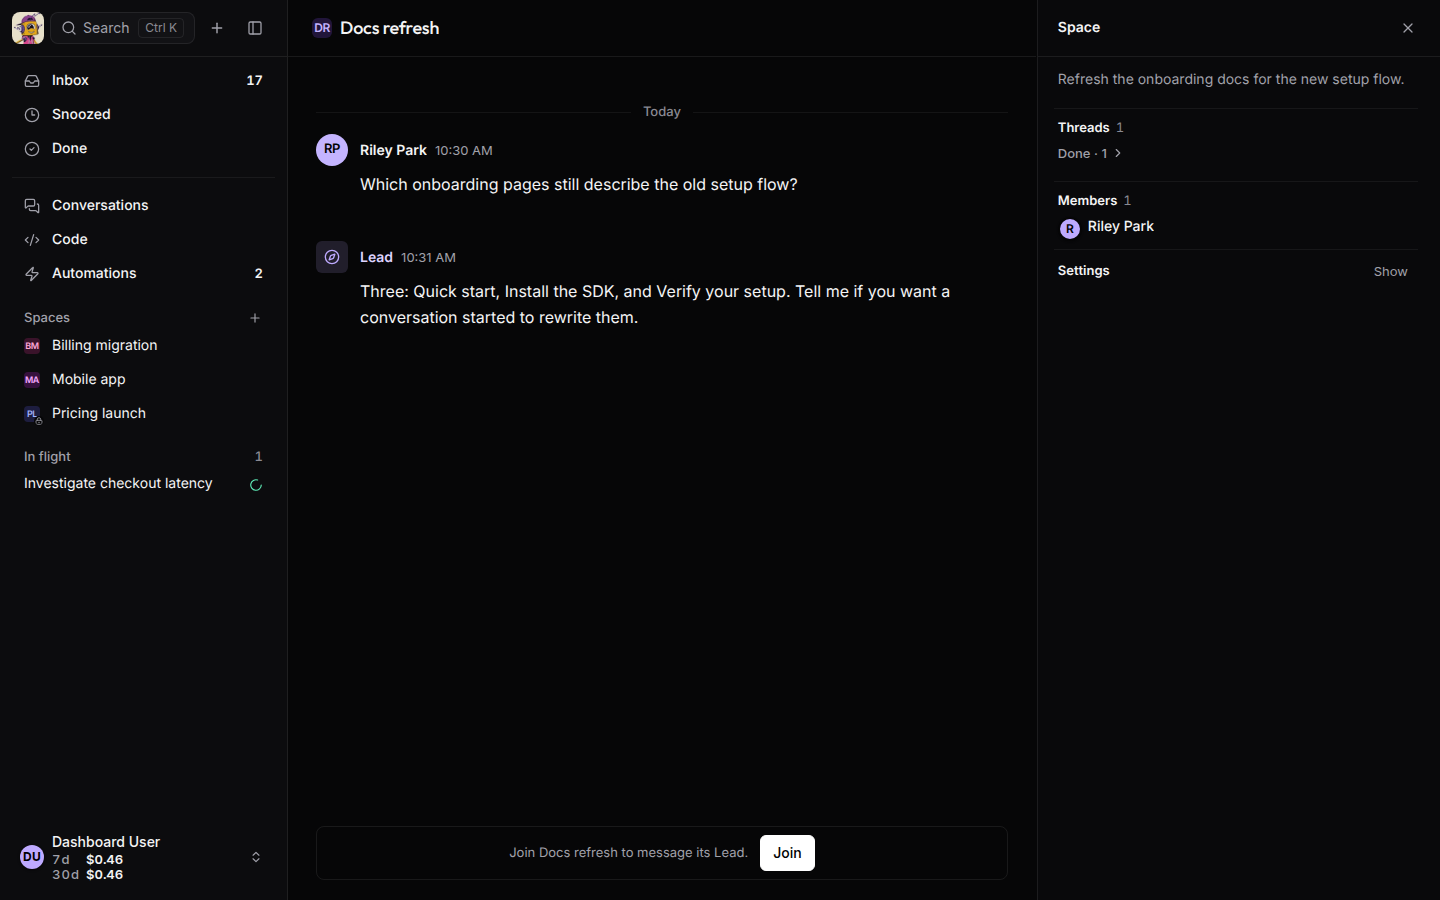 Search
Ctrl K
Inbox
17
Snoozed
Done
Conversations
Code
Automations
2
Spaces
BM
Billing migration
MA
Mobile app
PL
Pricing launch
In flight
1
Investigate checkout latency
DU
Dashboard User
7d $0.46
30d $0.46
DR
Docs refresh
Today
RP
Riley Park
10:30 AM
Which onboarding pages still describe the old setup flow?
Lead
10:31 AM
Three: Quick start, Install the SDK, and Verify your setup. Tell me if you want a
conversation started to rewrite them.
Join Docs refresh to message its Lead.
Join
Space
Refresh the onboarding docs for the new setup flow.
Threads 1
Done · 1
Members 1
R
Riley Park
Settings
Show